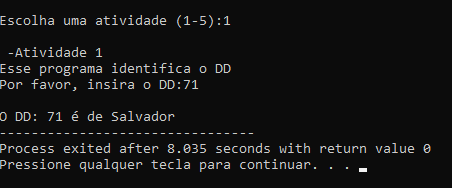 Escolha uma atividade (1-5):1
-Atividade 1
Esse programa identifica o DD
Por favor, insira o DD:71
O DD: 71 é de Salvador
--------------------------------
Process exited after 8.035 seconds with return value 0
Pressione qualquer tecla para continuar. . .